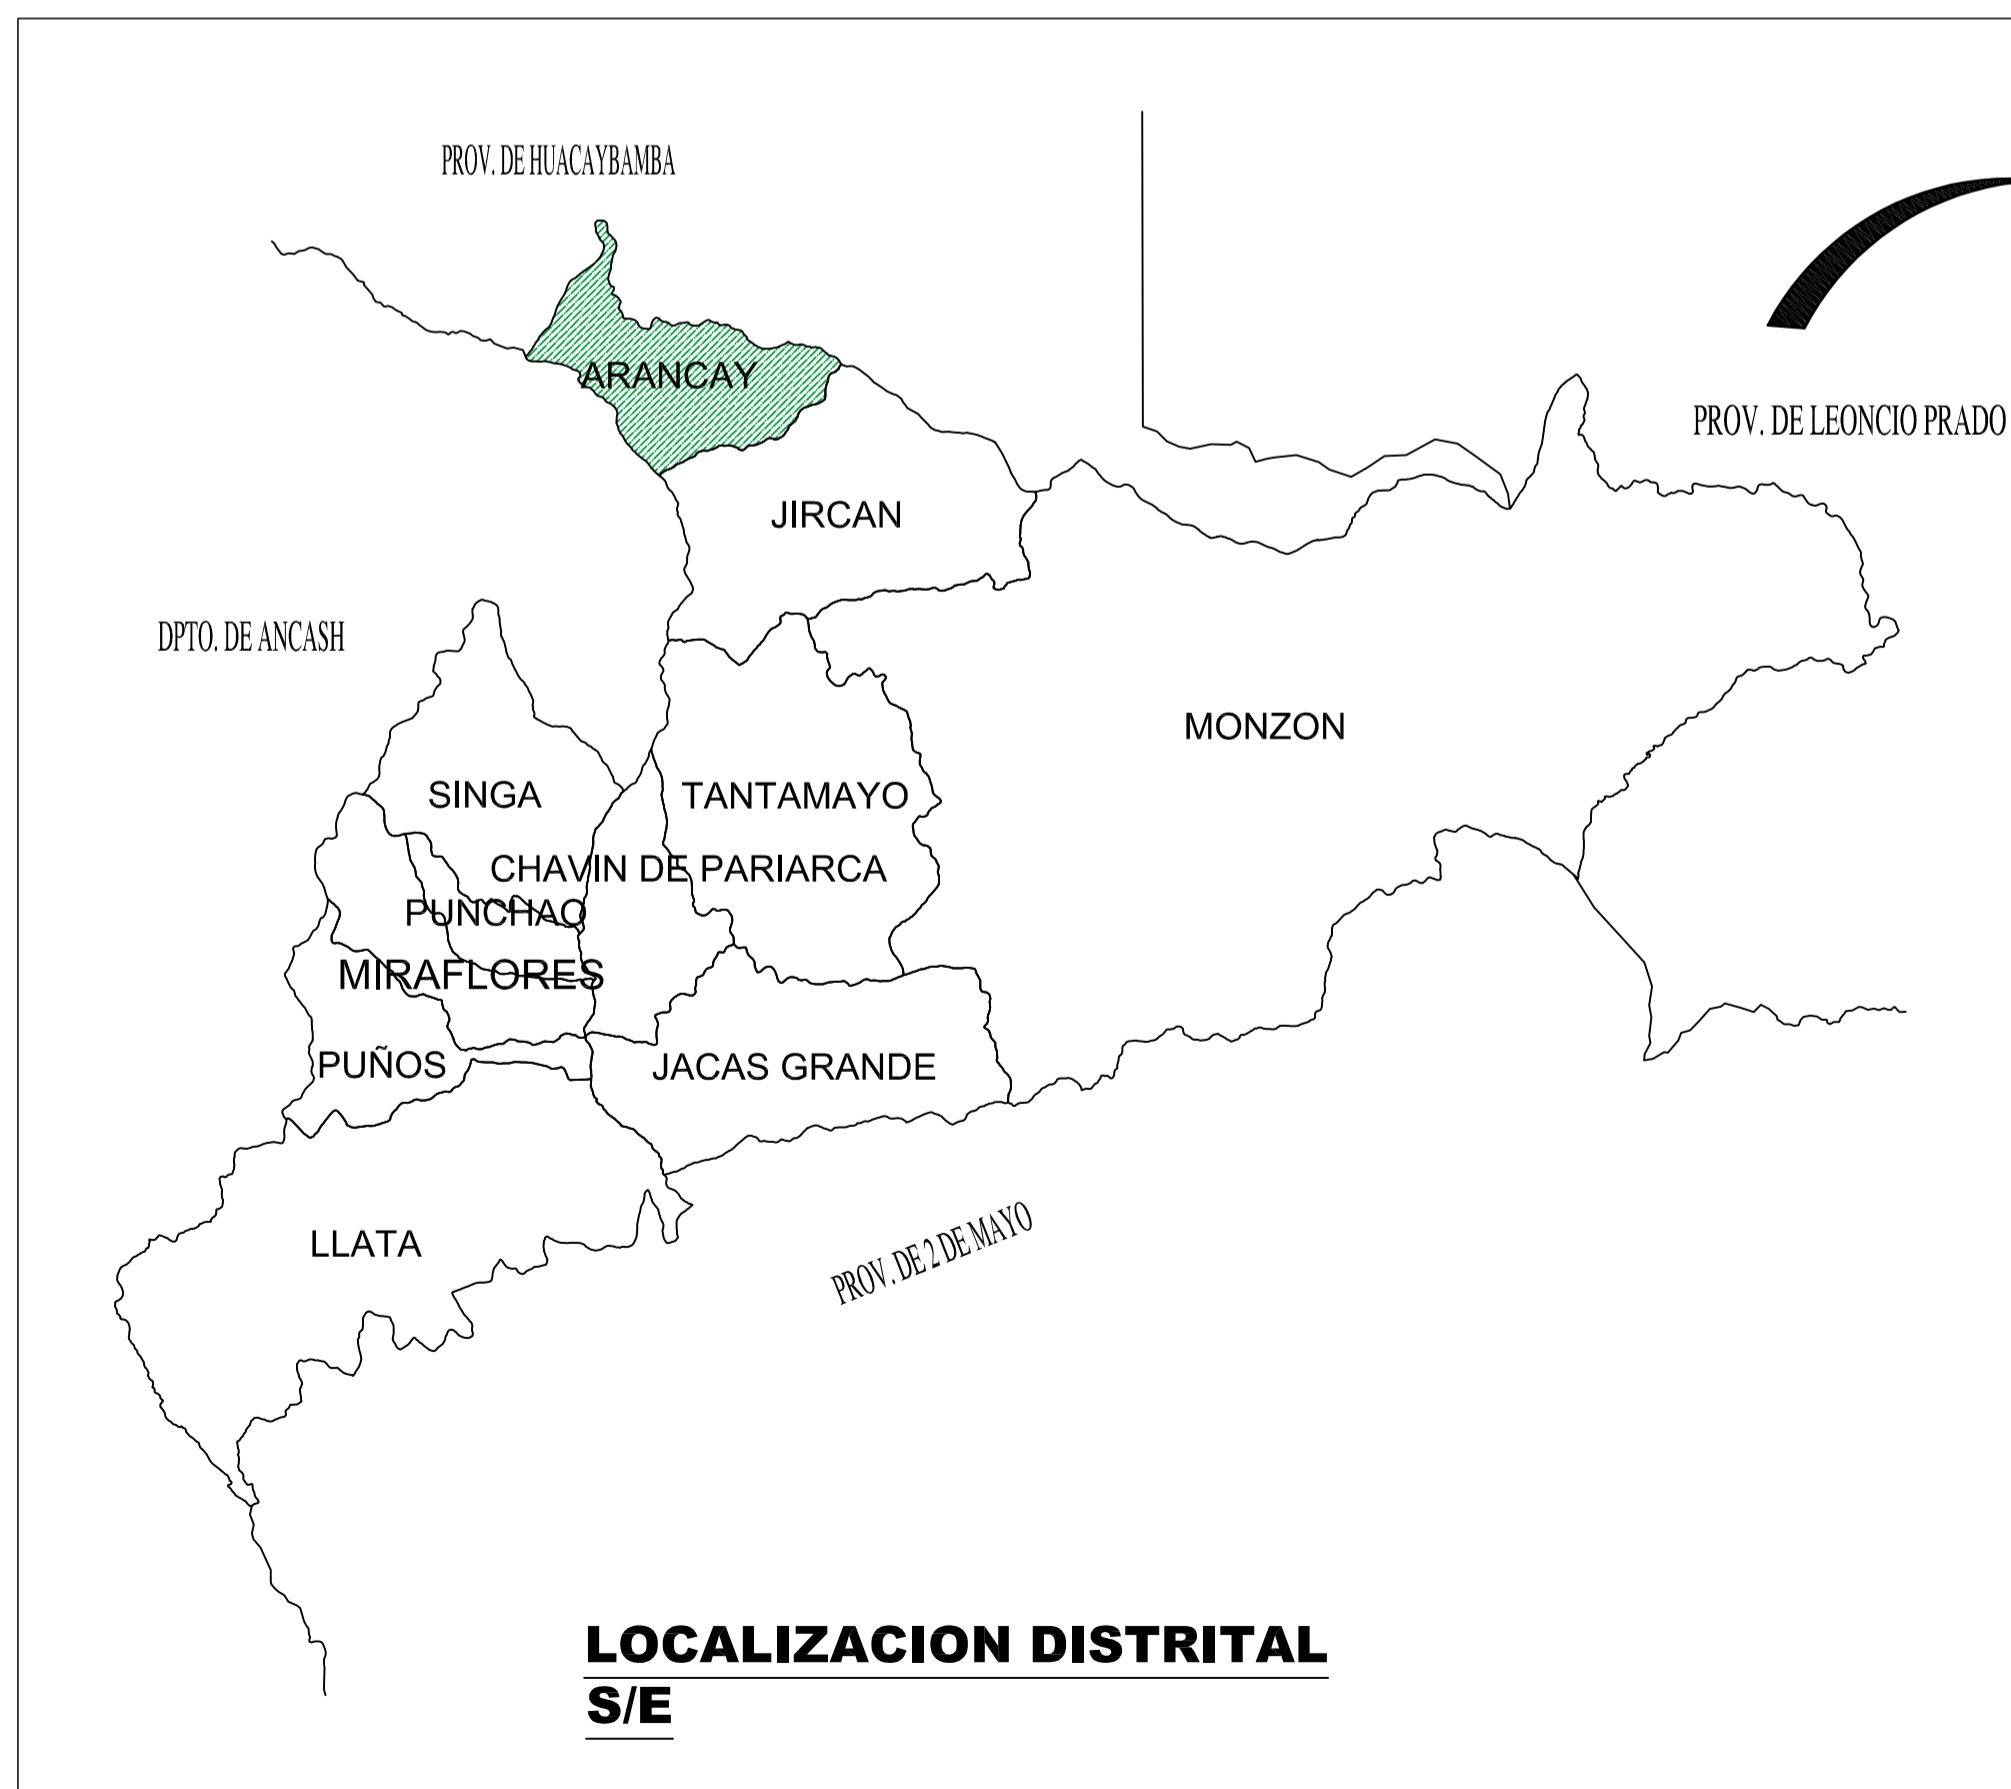 PROV. DE HUACAYBAMBA
ARANCAY
PROV. DE LEONCIO PRADO
JIRCAN
DPTO. DE ANCASH
MONZON
SINGA
TANTAMAYO
CHAVIN DE PARIARCA
PUNCHAO
MIRAFLORES
PUÑOS
JACAS GRANDE
LLATA
PROV. DE 2 DE MAYO
LOCALIZACION DISTRITAL
S/E